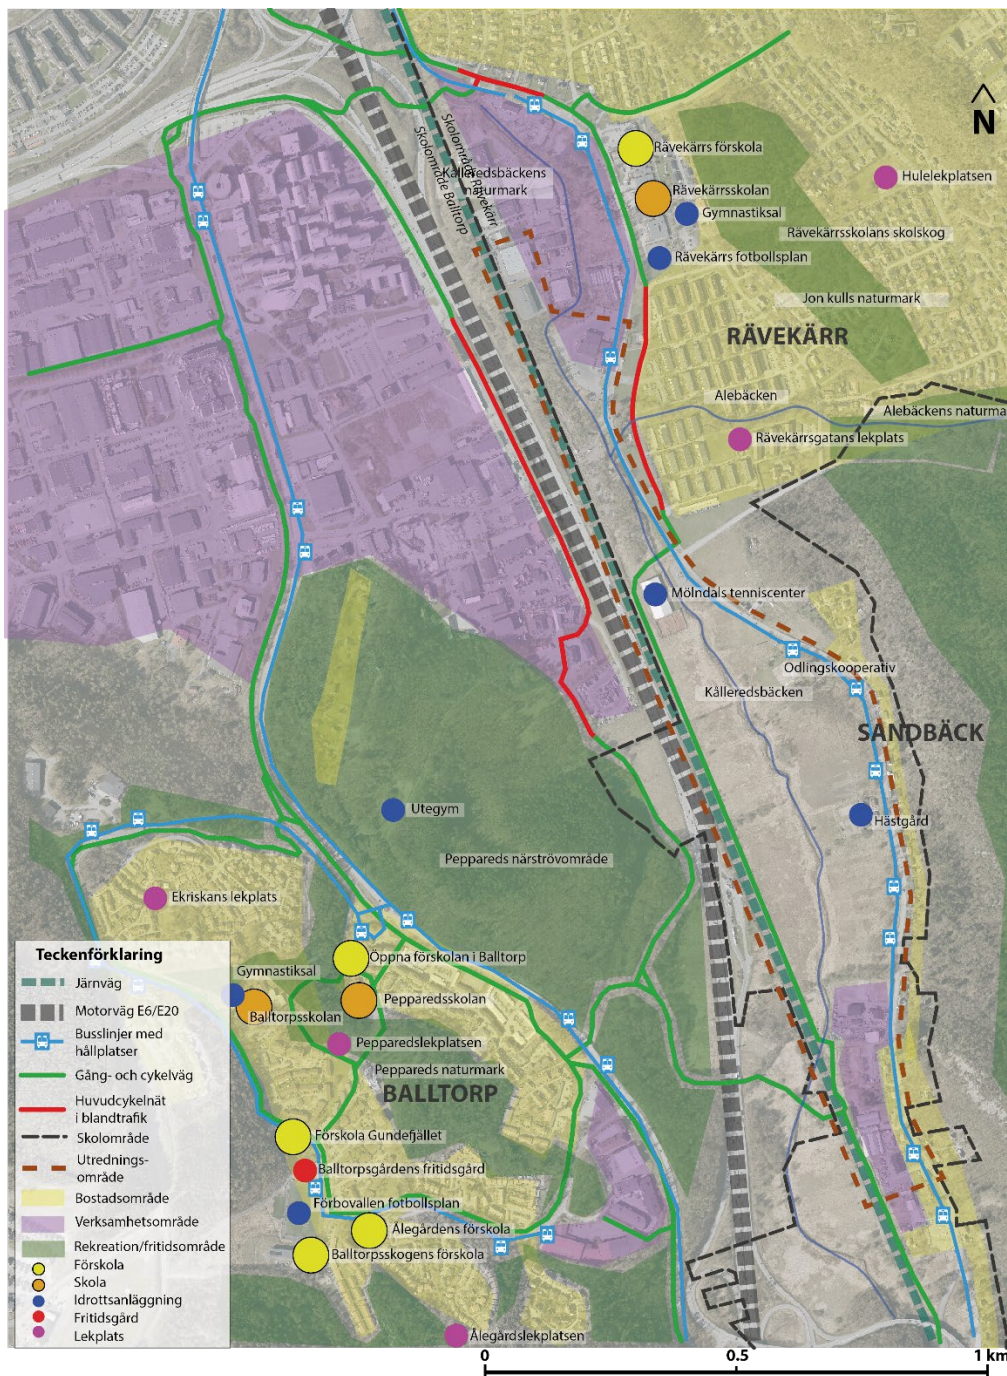 N
Rävekärrs förskola
Skolområde Rävekärr
Skolområde Balltorp
Kålleredsbäckens
naturmark
Hulelekplatsen
Rävekärrsskolan
Gymnastiksal
Rävekärrsskolans skolskog
Rävekärrs fotbollsplan
Jon kulls naturmark
RÄVEKÄRR
Alebäcken
Alebäckens naturma
Rävekärrsgatans lekplats
Mölndals tenniscenter
Odlingskooperativ
Kålleredsbäcken
SANDBÄCK
Utegym
Hästgård
Peppareds närströvområde
Ekriskans lekplats
Öppna förskolan i Balltorp
Gymnastiksal
Pepparedsskolan
Balltorpsskolan
Pepparedslekplatsen
Peppareds naturmark
BALLTORP
Förskola Gundefjället
Balltorpsgårdens fritidsgård
Förbovallen fotbollsplan
Ålegårdens förskola
Balltorpsskogens förskola
Ålegårdslekplatsen
Teckenförklaring
Järnväg
Motorväg E6/E20
Busslinjer med
hållplatser
Gång- och cykelväg
Huvudcykelnät
i blandtrafik
Skolområde
Utrednings-
område
Bostadsområde
Verksamhetsområde
Rekreation/fritidsområde
Förskola
Skola
Idrottsanläggning
Fritidsgård
Lekplats
0 0.5 1 km